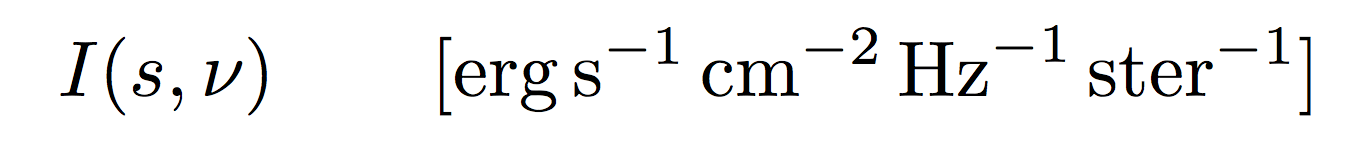 I(s, ν) [erg s⁻¹ cm⁻² Hz⁻¹ ster⁻¹]